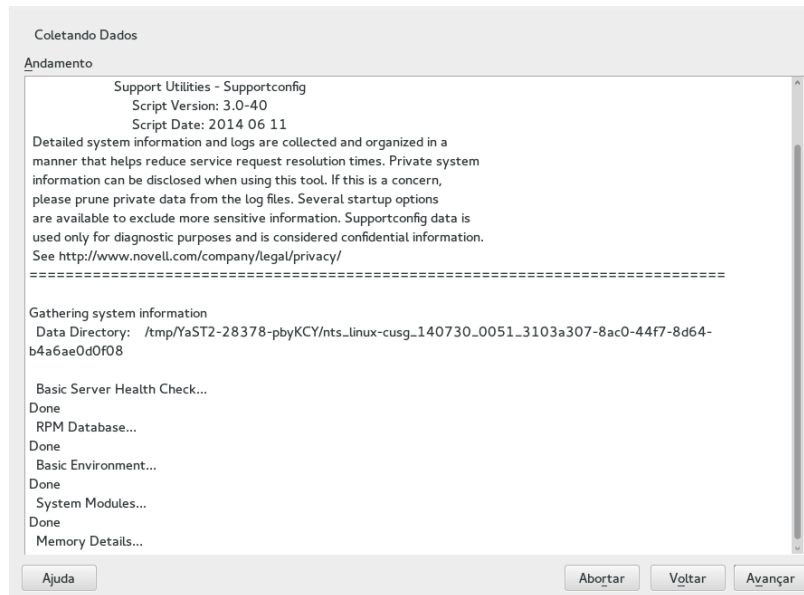 Coletando Dados
Andamento
Support Utilities - Supportconfig
Script Version: 3.0-40
Script Date: 2014 06 11
Detailed system information and logs are collected and organized in a
manner that helps reduce service request resolution times. Private system
information can be disclosed when using this tool. If this is a concern,
please prune private data from the log files. Several startup options
are available to exclude more sensitive information. Supportconfig data is
used only for diagnostic purposes and is considered confidential information.
See http://www.novell.com/company/legal/privacy/
=============================================================================
Gathering system information
Data Directory: /tmp/YaST2-28378-pbyKCY/nts_linux-cusg_140730_0051_3103a307-8ac0-44f7-8d64-
b4a6ae0d0f08
Basic Server Health Check...
Done
RPM Database...
Done
Basic Environment...
Done
System Modules...
Done
Memory Details...
Ajuda Abortar Voltar Avançar